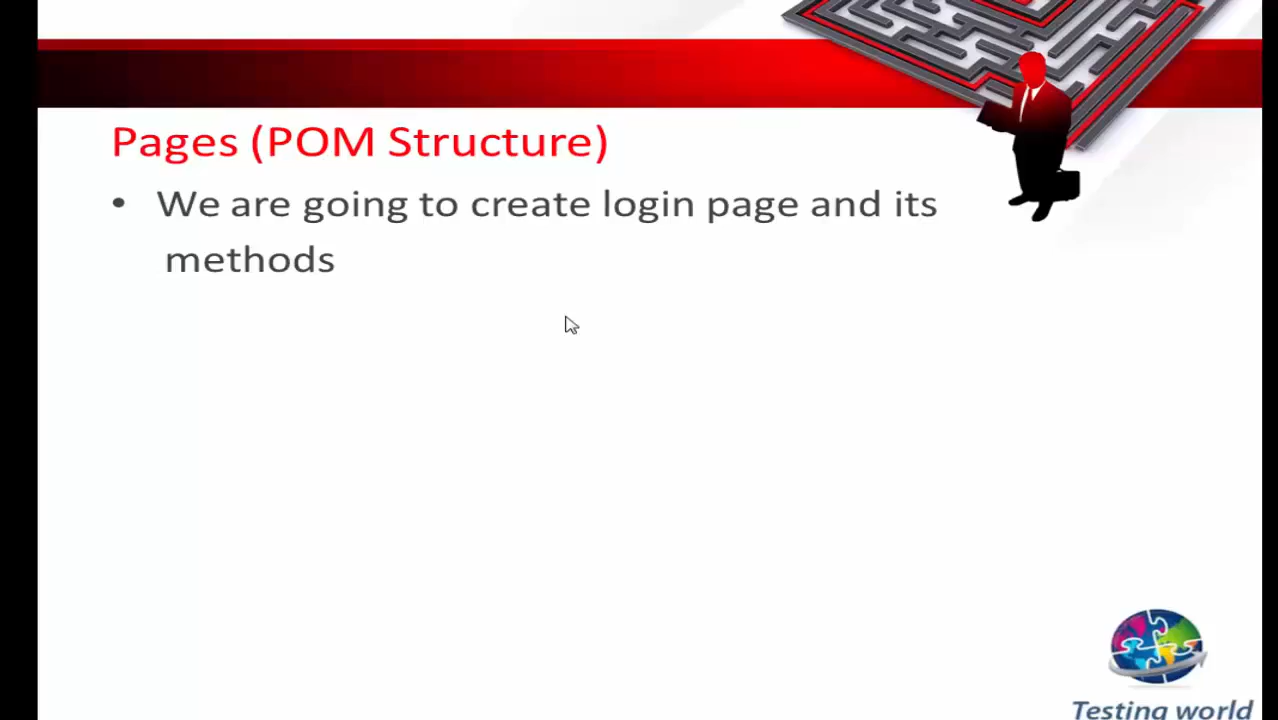 Pages (POM Structure)
• We are going to create login page and its
methods
Testing world